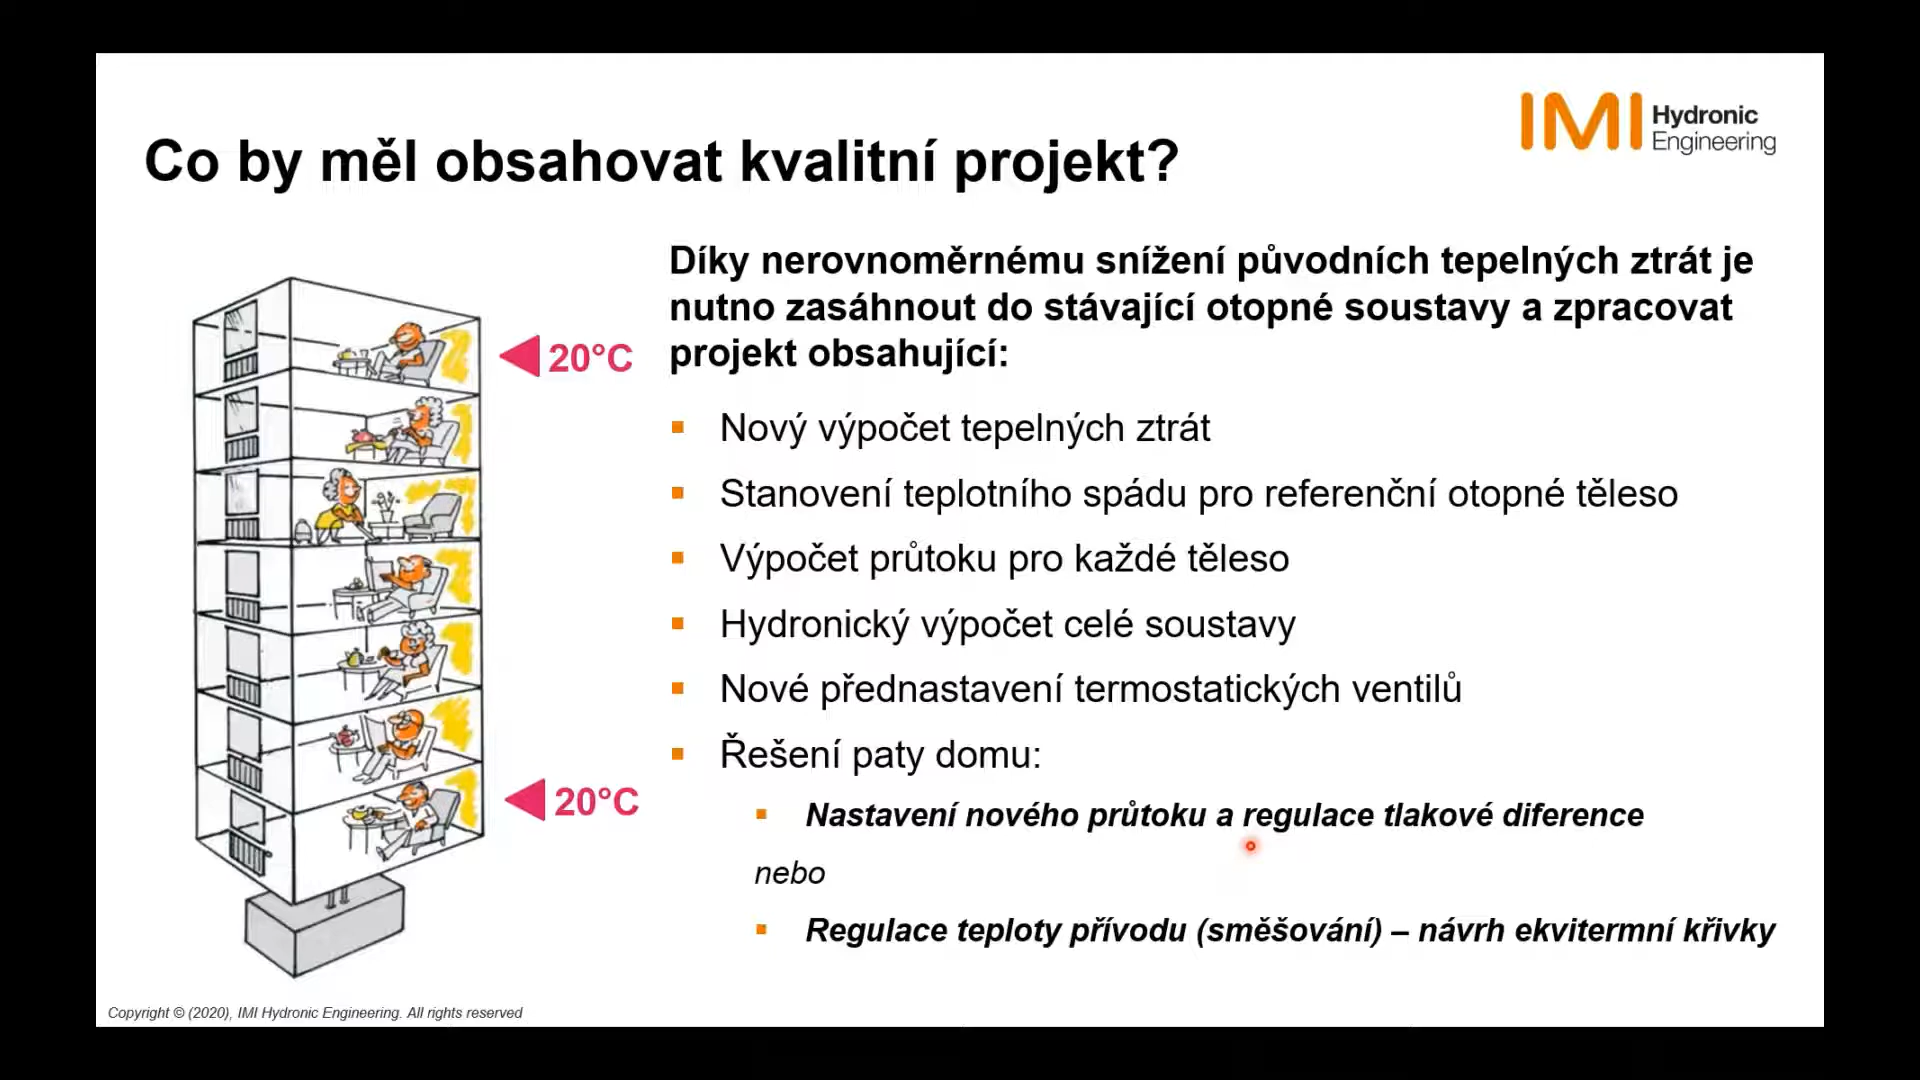 IMI Hydronic
Engineering
Co by měl obsahovat kvalitní projekt?
Díky nerovnoměrnému snížení původních tepelných ztrát je
nutno zasáhnout do stávající otopné soustavy a zpracovat
projekt obsahující:
20°C
▪ Nový výpočet tepelných ztrát
▪ Stanovení teplotního spádu pro referenční otopné těleso
▪ Výpočet průtoku pro každé těleso
▪ Hydronický výpočet celé soustavy
▪ Nové přednastavení termostatických ventilů
▪ Řešení paty domu:
20°C
▪ Nastavení nového průtoku a regulace tlakové diference
nebo
▪ Regulace teploty přívodu (směšování) – návrh ekvitermní křivky
Copyright © (2020), IMI Hydronic Engineering. All rights reserved